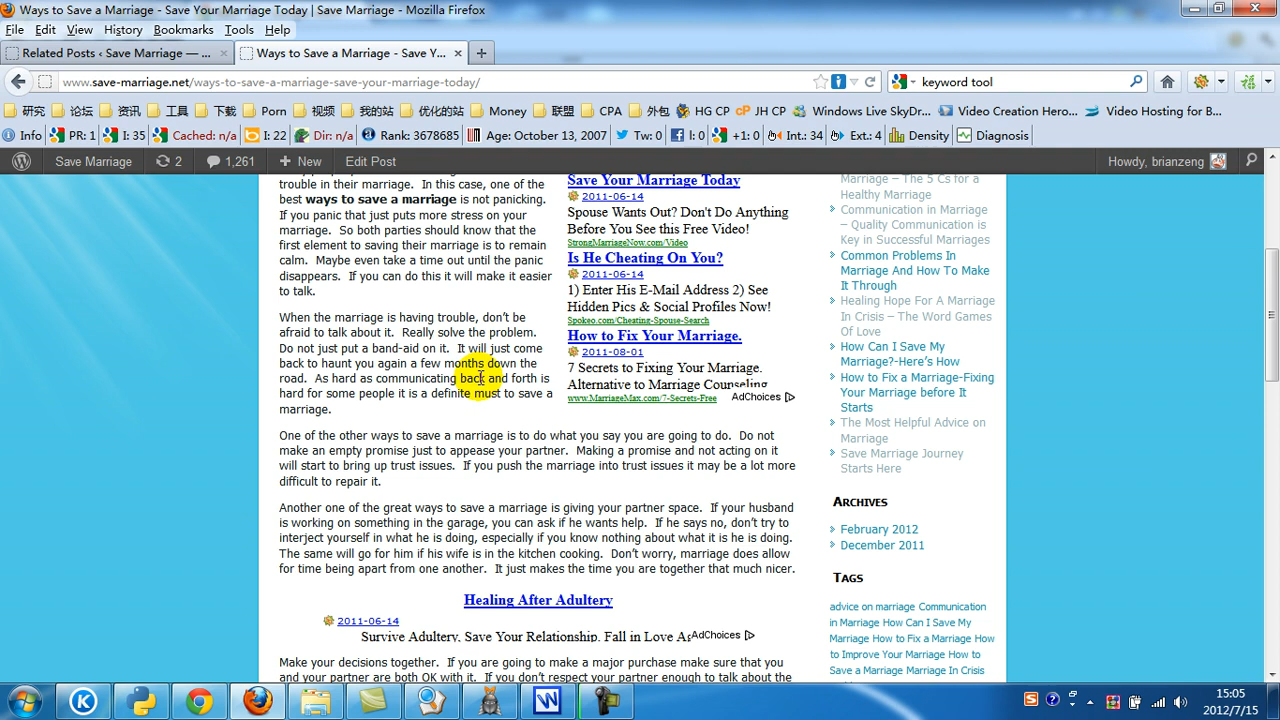 Ways to Save a Marriage - Save Your Marriage Today | Save Marriage - Mozilla Firefox
File Edit View History Bookmarks Tools Help
Related Posts ‹ Save Marriage — ... Ways to Save a Marriage - Save Y...
www.save-marriage.net/ways-to-save-a-marriage-save-your-marriage-today/ keyword tool
研究 论坛 资讯 工具 下载 Porn 视频 我的站 优化的站 Money 联盟 CPA 外包 HG CP JH CP Windows Live SkyDr... Video Creation Hero... Video Hosting for B...
Info PR: 1 I: 35 Cached: n/a I: 22 Dir: n/a Rank: 3678685 Age: October 13, 2007 Tw: 0 I: 0 +1: 0 Int.: 34 Ext.: 4 Density Diagnosis
Save Marriage 2 1,261 + New Edit Post Howdy, brianzeng
trouble in their marriage. In this case, one of the
best ways to save a marriage is not panicking.
If you panic that just puts more stress on your
marriage. So both parties should know that the
first element to saving their marriage is to remain
calm. Maybe even take a time out until the panic
disappears. If you can do this it will make it easier
to talk.
When the marriage is having trouble, don’t be
afraid to talk about it. Really solve the problem.
Do not just put a band-aid on it. It will just come
back to haunt you again a few months down the
road. As hard as communicating back and forth is
hard for some people it is a definite must to save a
marriage.
Save Your Marriage Today
2011-06-14
Spouse Wants Out? Don't Do Anything
Before You See this Free Video!
StrongMarriageNow.com/Video
Is He Cheating On You?
2011-06-14
1) Enter His E-Mail Address 2) See
Hidden Pics & Social Profiles Now!
Spokeo.com/Cheating-Spouse-Search
How to Fix Your Marriage.
2011-08-01
7 Secrets to Fixing Your Marriage.
Alternative to Marriage Counseling
www.MarriageMax.com/7-Secrets-Free AdChoices
One of the other ways to save a marriage is to do what you say you are going to do. Do not
make an empty promise just to appease your partner. Making a promise and not acting on it
will start to bring up trust issues. If you push the marriage into trust issues it may be a lot more
difficult to repair it.
Another one of the great ways to save a marriage is giving your partner space. If your husband
is working on something in the garage, you can ask if he wants help. If he says no, don’t try to
interject yourself in what he is doing, especially if you know nothing about what it is he is doing.
The same will go for him if his wife is in the kitchen cooking. Don’t worry, marriage does allow
for time being apart from one another. It just makes the time you are together that much nicer.
Healing After Adultery
2011-06-14
Survive Adultery, Save Your Relationship. Fall in Love AdChoices
Make your decisions together. If you are going to make a major purchase make sure that you
and your partner are both OK with it. If you don’t respect your partner enough to talk about the
Marriage – The 5 Cs for a
Healthy Marriage
Communication in Marriage
– Quality Communication is
Key in Successful Marriages
Common Problems In
Marriage And How To Make
It Through
Healing Hope For A Marriage
In Crisis – The Word Games
Of Love
How Can I Save My
Marriage?-Here’s How
How to Fix a Marriage-Fixing
Your Marriage before It
Starts
The Most Helpful Advice on
Marriage
Save Marriage Journey
Starts Here
Archives
February 2012
December 2011
Tags
advice on marriage Communication
in Marriage How Can I Save My
Marriage How to Fix a Marriage How
to Improve Your Marriage How to
Save a Marriage Marriage In Crisis
15:05
2012/7/15